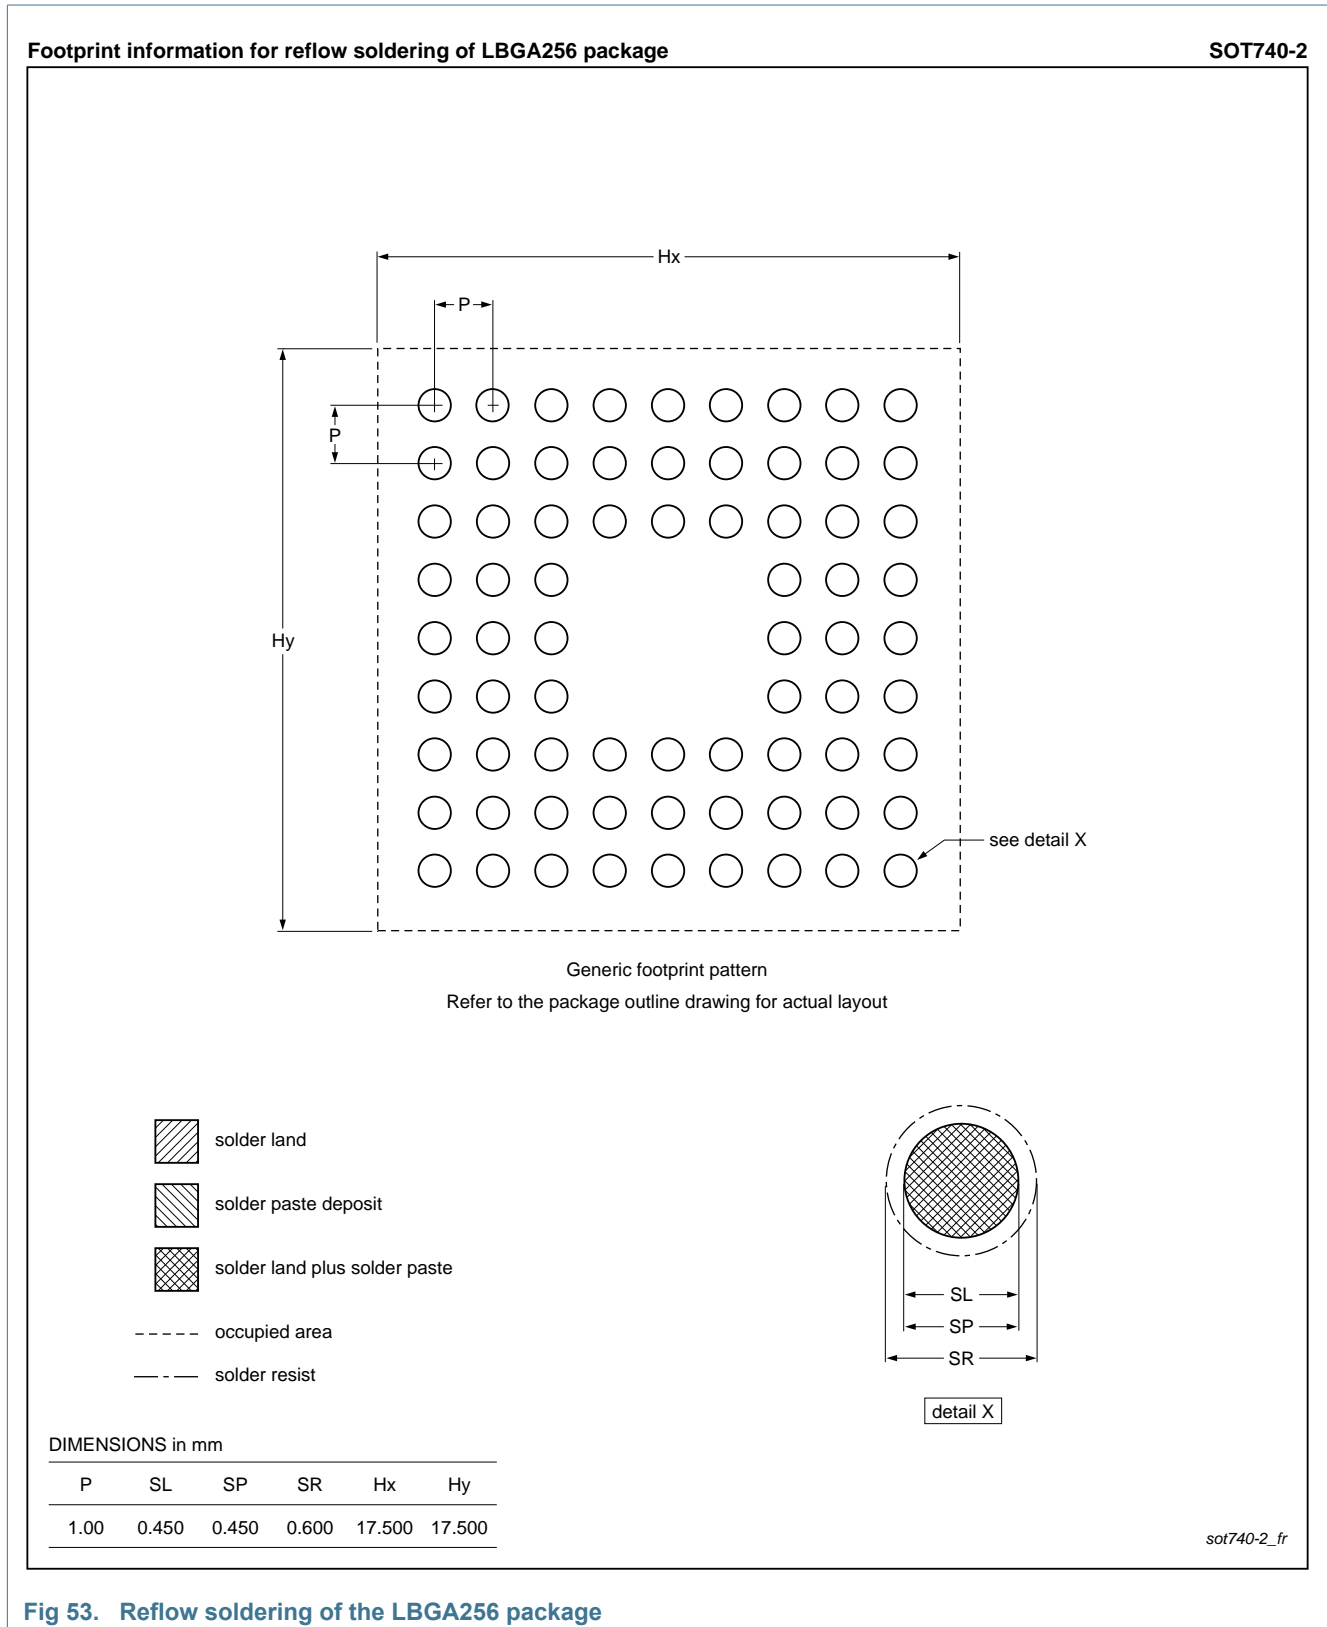 Footprint information for reflow soldering of LBGA256 package SOT740-2
Hx
P
P
Hy
see detail X
Generic footprint pattern
Refer to the package outline drawing for actual layout
solder land
solder paste deposit
solder land plus solder paste
occupied area
solder resist
SL
SP
SR
detail X
DIMENSIONS in mm
P SL SP SR Hx Hy
1.00 0.450 0.450 0.600 17.500 17.500
sot740-2_fr
Fig 53. Reflow soldering of the LBGA256 package